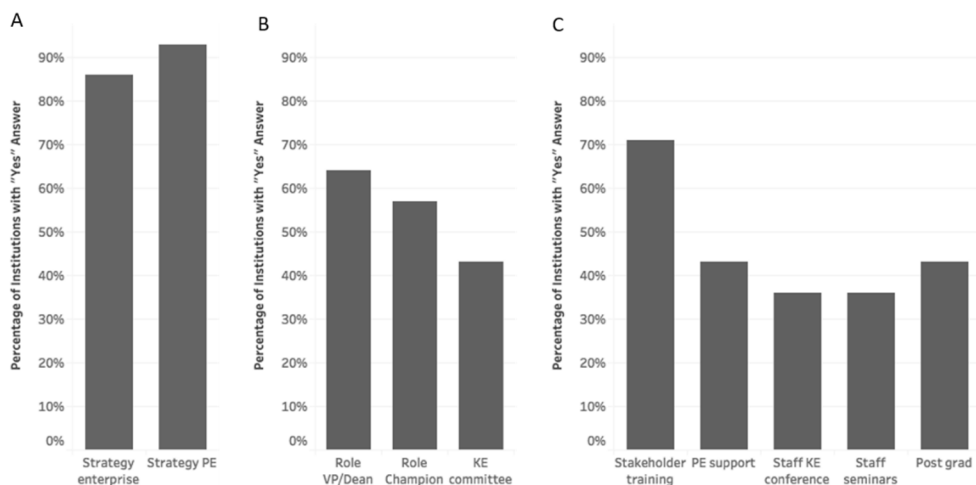 A
Percentage of Institutions with "Yes" Answer
90%
80%
70%
60%
50%
40%
30%
20%
10%
0%
Strategy
enterprise
Strategy PE
B
Percentage of Institutions with "Yes" Answer
90%
80%
70%
60%
50%
40%
30%
20%
10%
0%
Role
VP/Dean
Role
Champion
KE
committee
C
Percentage of Institutions with "Yes" Answer
90%
80%
70%
60%
50%
40%
30%
20%
10%
0%
Stakeholder
training
PE support
Staff KE
conference
Staff
seminars
Post grad